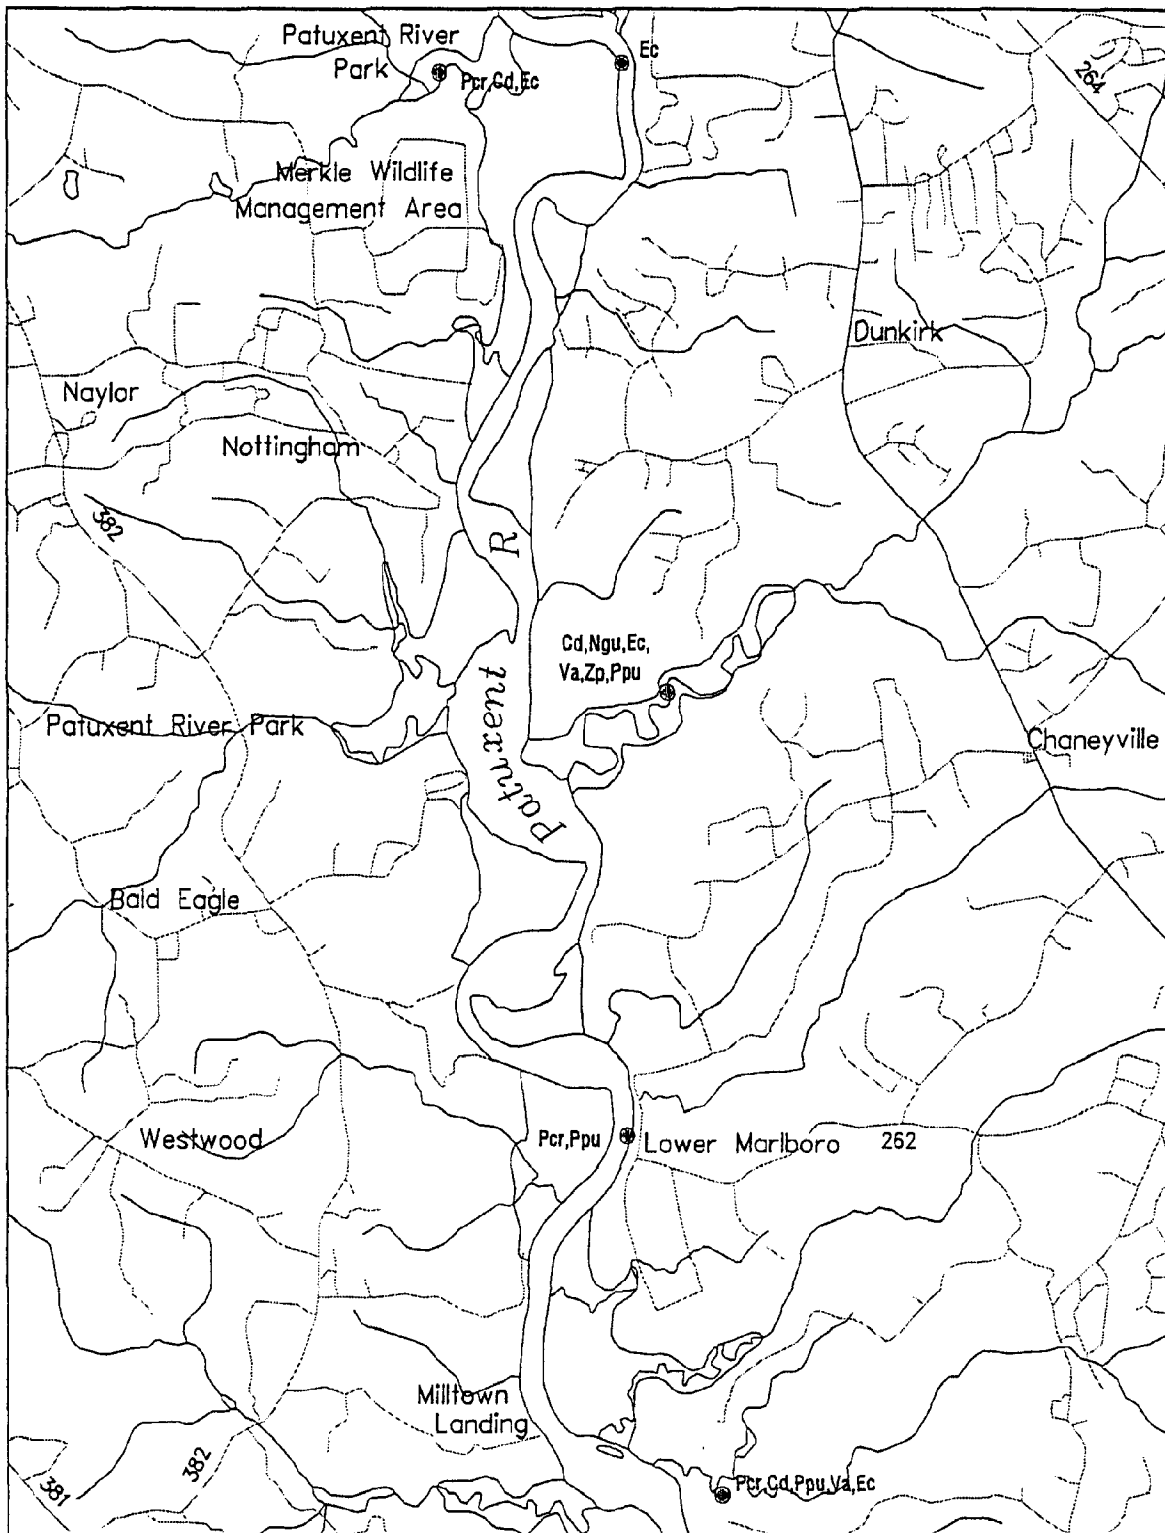 Patuxent River
Park
Pcr,Cd,Ec
Ec
264
Merkle Wildlife
Management Area
Dunkirk
Naylor
Nottingham
382
R
Patuxent
Cd,Ngu,Ec,
Va,Zp,Ppu
Patuxent River Park
Chaneyville
Bald Eagle
Westwood
Pcr,Ppu
Lower Marlboro
262
Milltown
Landing
382
381
Pcr,Cd,Ppu,Va,Ec